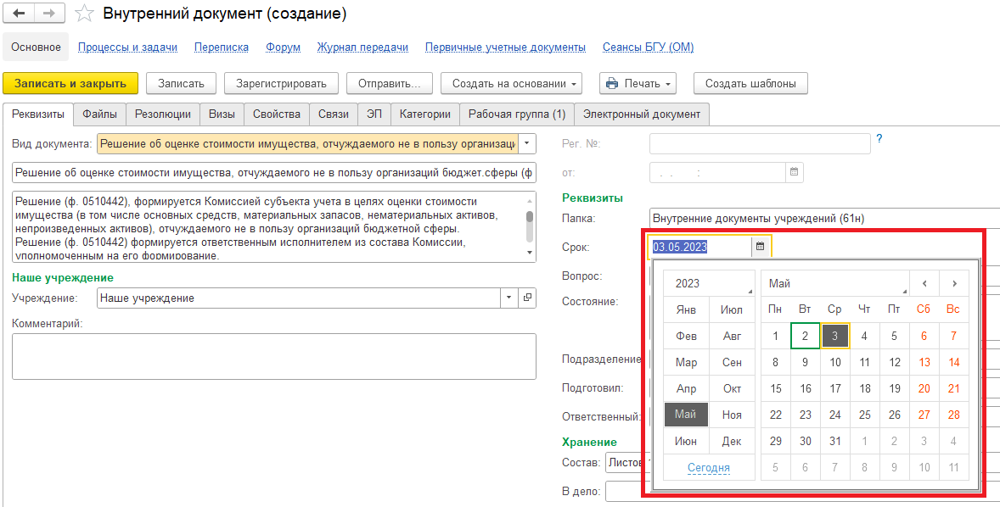 Внутренний документ (создание)
Основное Процессы и задачи Переписка Форум Журнал передачи Первичные учетные документы Сеансы БГУ (ОМ)
Записать и закрыть Записать Зарегистрировать Отправить... Создать на основании Печать Создать шаблоны
Реквизиты Файлы Резолюции Визы Свойства Связи ЭП Категории Рабочая группа (1) Электронный документ
Вид документа: Решение об оценке стоимости имущества, отчуждаемого не в пользу организаци
Решение об оценке стоимости имущества, отчуждаемого не в пользу организаций бюджет.сферы (ф
Решение (ф. 0510442), формируется Комиссией субъекта учета в целях оценки стоимости
имущества (в том числе основных средств, материальных запасов, нематериальных активов,
непроизведенных активов), отчуждаемого не в пользу организаций бюджетной сферы.
Решение (ф. 0510442) формируется ответственным исполнителем из состава Комиссии,
уполномоченным на его формирование.
Наше учреждение
Учреждение: Наше учреждение
Комментарий:
Рег. №: ?
от: . . :
Реквизиты
Папка: Внутренние документы учреждений (61н)
Срок: 03.05.2023
Вопрос:
Состояние:
Подразделение
Подготовил:
Ответственный:
Хранение
Состав: Листов
В дело:
2023 Май ‹ ›
Янв Июл Пн Вт Ср Чт Пт Сб Вс
Фев Авг 1 2 3 4 5 6 7
Мар Сен 8 9 10 11 12 13 14
Апр Окт 15 16 17 18 19 20 21
Май Ноя 22 23 24 25 26 27 28
Июн Дек 29 30 31 1 2 3 4
Сегодня 5 6 7 8 9 10 11